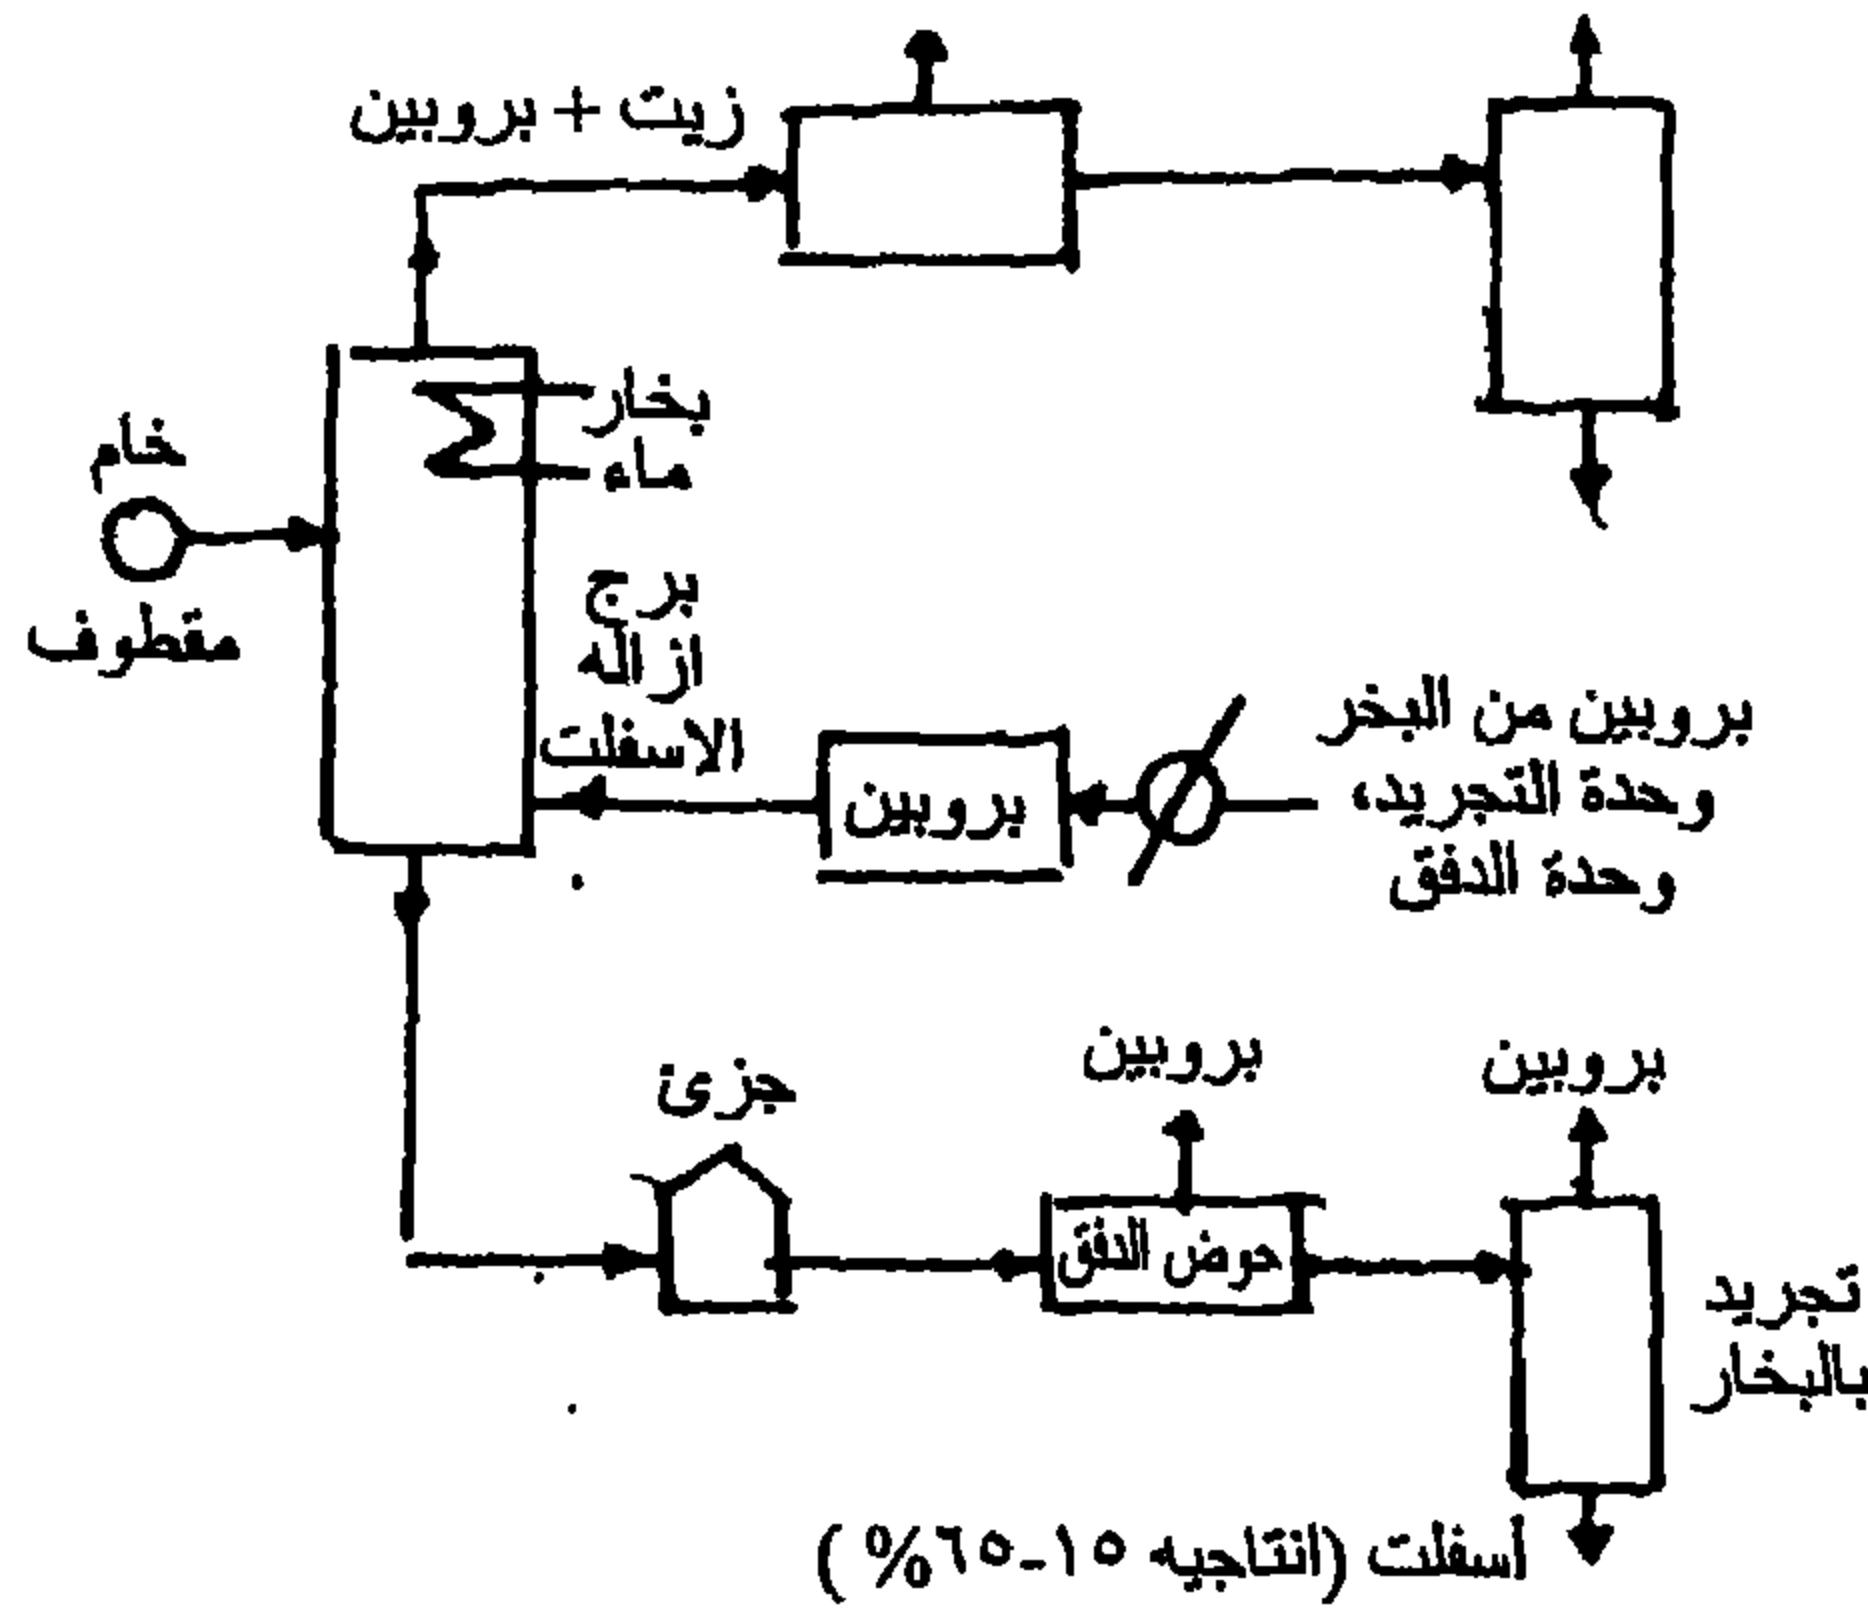 زيت + بروبين
بخار
ماء
خام
مقطوف
برج
ازاله
الاسفلت
بروبين
بروبين من البخر
وحدة التجريد،
وحدة الدفق
جزئ
بروبين
بروبين
حوض الدفق
تجريد
بالبخار
أسفلت (انتاجيه ١٥-٦٥% )